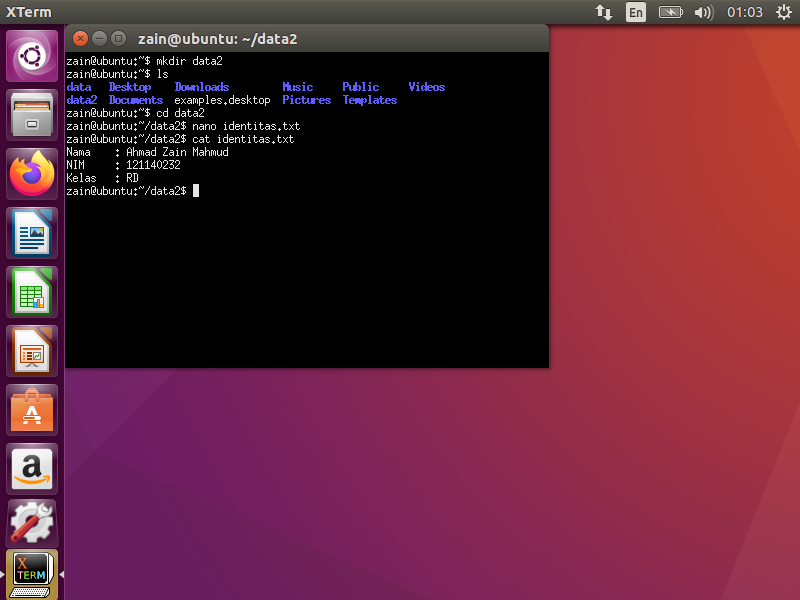 XTerm
En
01:03
zain@ubuntu: ~/data2
zain@ubuntu:~$ mkdir data2
zain@ubuntu:~$ ls
data Desktop Downloads Music Public Videos
data2 Documents examples.desktop Pictures Templates
zain@ubuntu:~$ cd data2
zain@ubuntu:~/data2$ nano identitas.txt
zain@ubuntu:~/data2$ cat identitas.txt
Nama : Ahmad Zain Mahmud
NIM : 121140232
Kelas : RD
zain@ubuntu:~/data2$
A
a
X
TERM